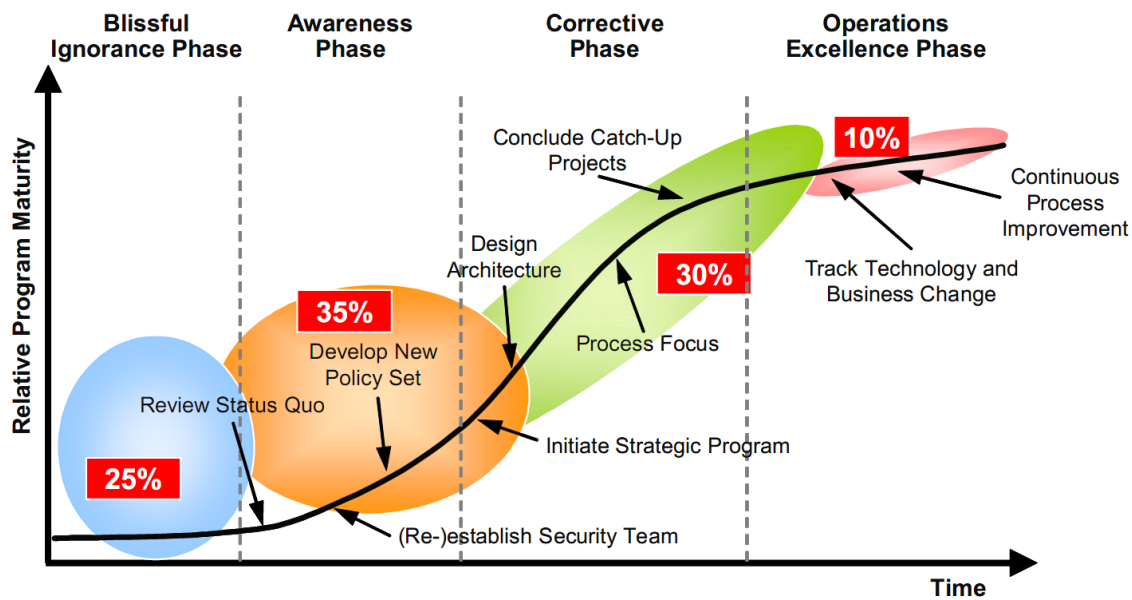 Blissful
Ignorance Phase
Awareness
Phase
Corrective
Phase
Operations
Excellence Phase
Relative Program Maturity
10%
Conclude Catch-Up
Projects
Continuous
Process
Improvement
Design
Architecture
Track Technology and
Business Change
30%
35%
Process Focus
Develop New
Policy Set
Review Status Quo
Initiate Strategic Program
25%
(Re-)establish Security Team
Time